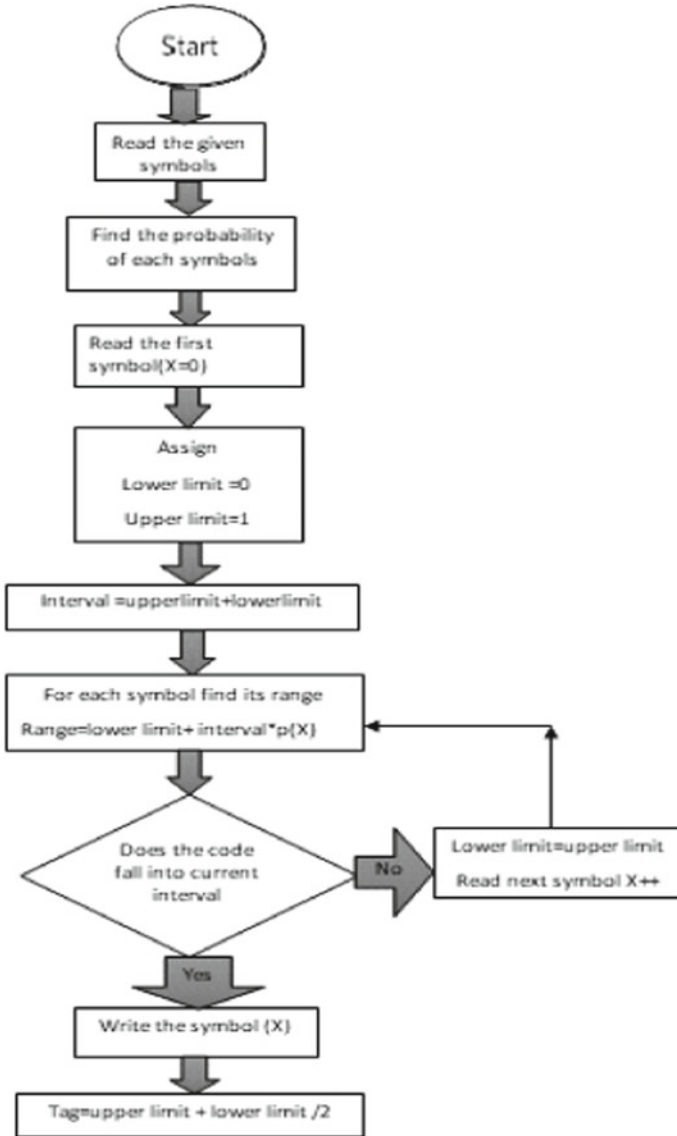 Start
Read the given
symbols
Find the probability
of each symbols
Read the first
symbol(X=0)
Assign
Lower limit =0
Upper limit=1
Interval =upperlimit+lowerlimit
For each symbol find its range
Range=lower limit+ interval*p(X)
Does the code
fall into current
interval
No
Lower limit=upper limit
Read next symbol X++
Yes
Write the symbol (X)
Tag=upper limit + lower limit /2